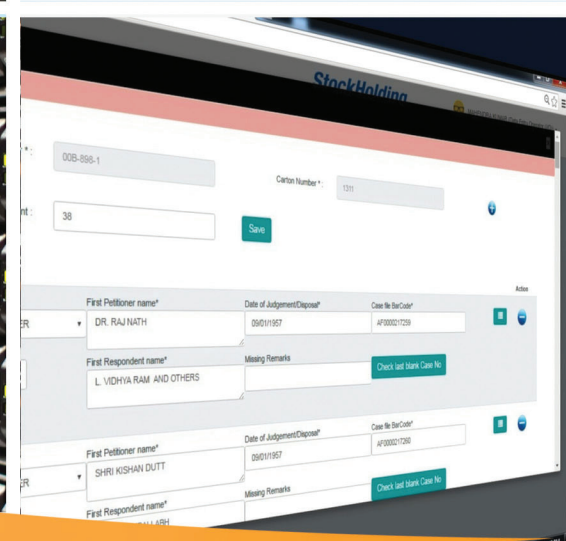 StockHolding
* :
00B-898-1
Carton Number * :
1311
nt :
38
Save
Action
ER
First Petitioner name*
DR. RAJ NATH
Date of Judgement/Disposal*
09/01/1957
Case file BarCode*
AF0000217259
First Respondent name*
L. VIDHYA RAM AND OTHERS
Missing Remarks
Check last blank Case No
ER
First Petitioner name*
SHRI KISHAN DUTT
Date of Judgement/Disposal*
09/01/1957
Case file BarCode*
AF0000217260
First Respondent name*
Missing Remarks
Check last blank Case No